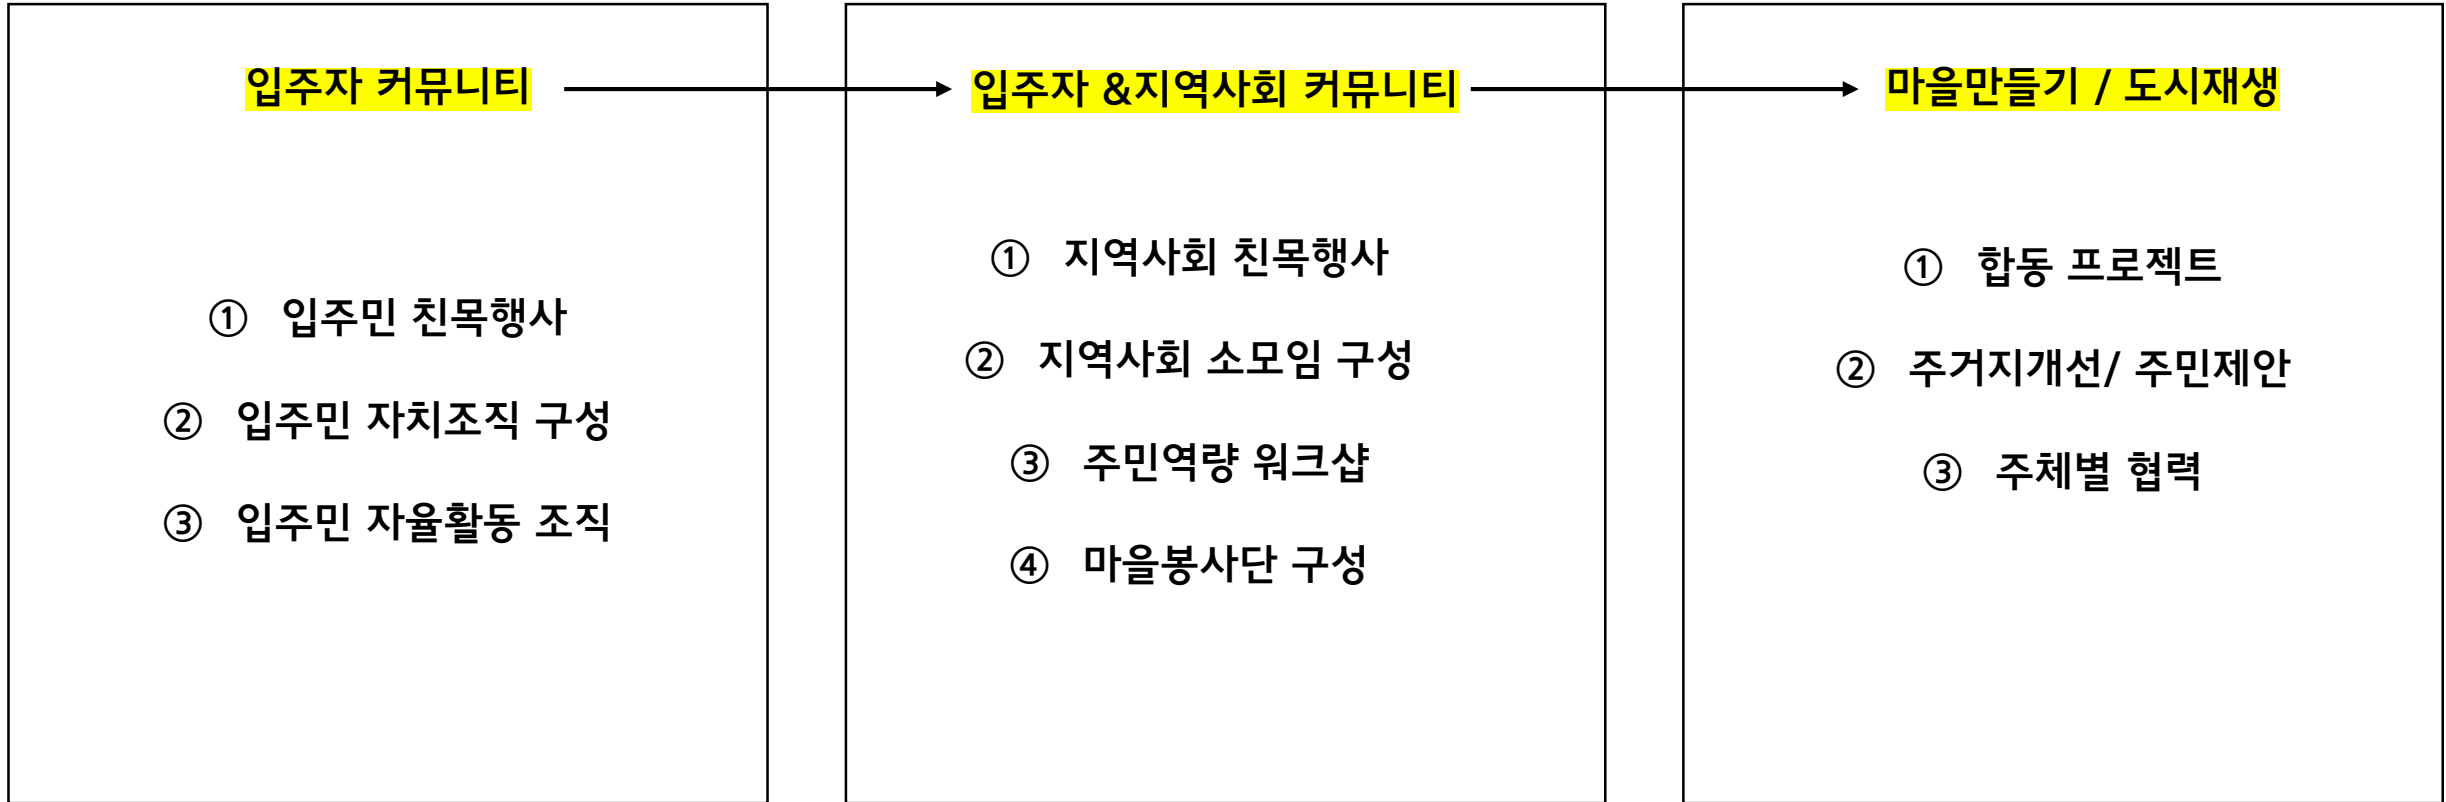 입주자 커뮤니티
① 입주민 친목행사
② 입주민 자치조직 구성
③ 입주민 자율활동 조직
입주자 &지역사회 커뮤니티
① 지역사회 친목행사
② 지역사회 소모임 구성
③ 주민역량 워크샵
④ 마을봉사단 구성
마을만들기 / 도시재생
① 합동 프로젝트
② 주거지개선/ 주민제안
③ 주체별 협력